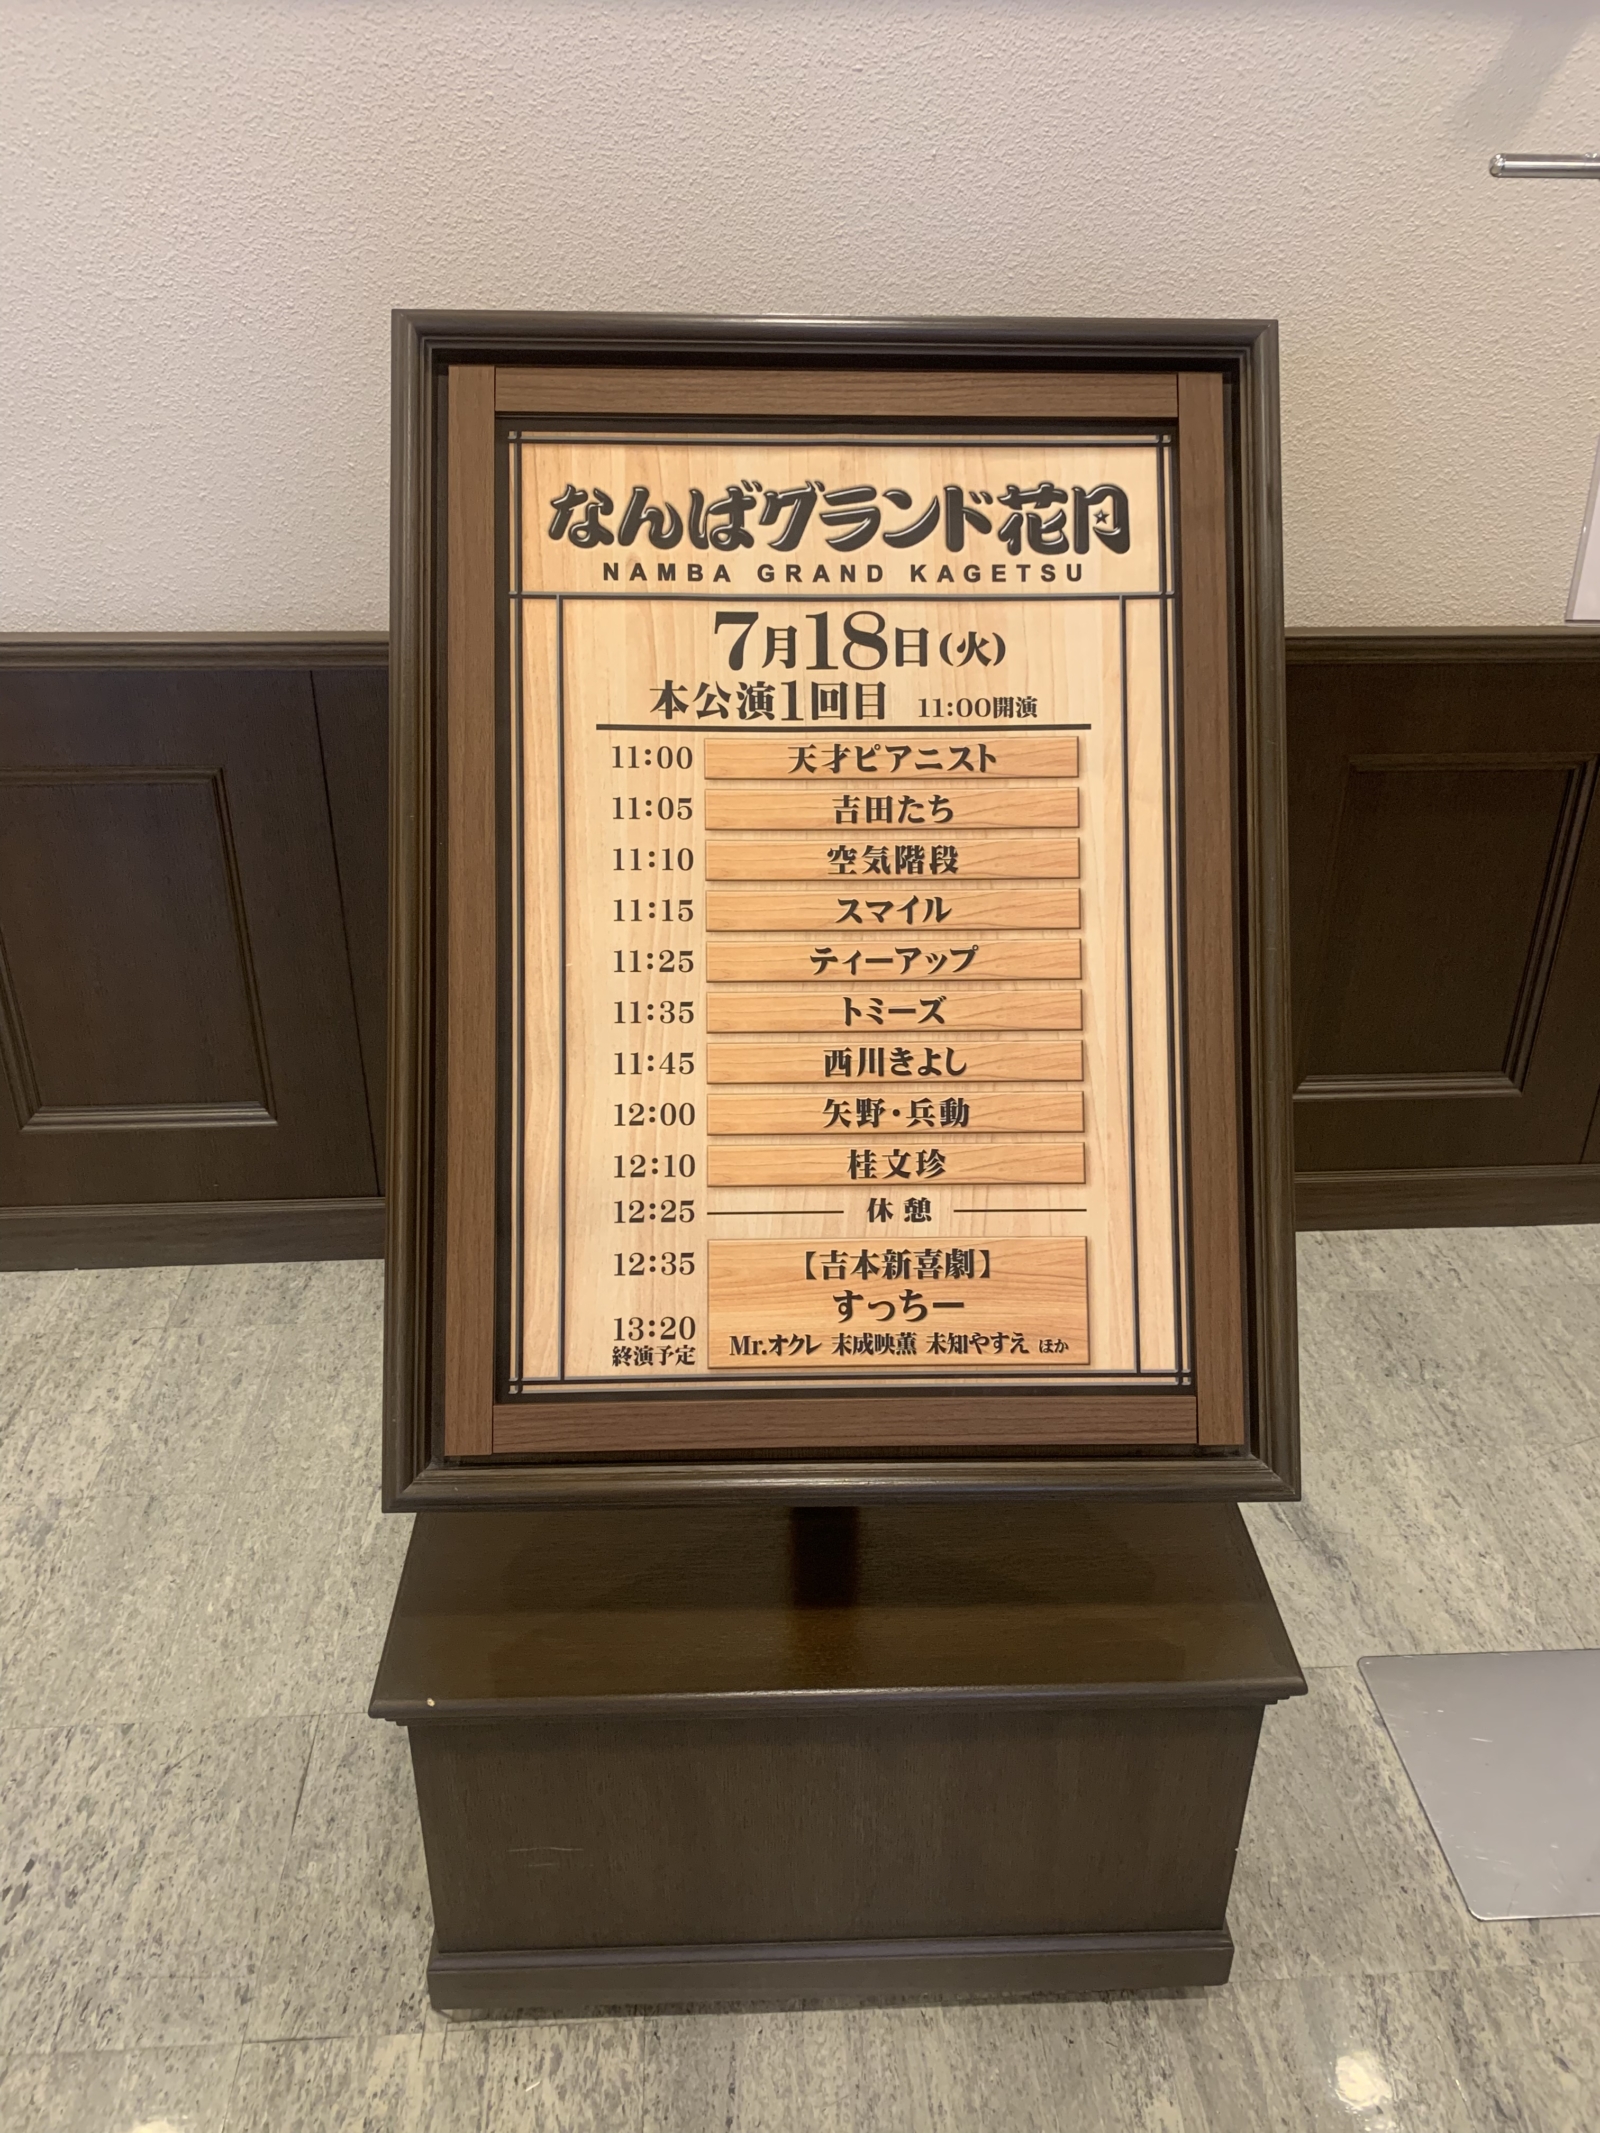 なんばグランド花月
NAMBA GRAND KAGETSU
7月18日(火)
本公演1回目 11:00開演
11:00 天才ピアニスト
11:05 吉田たち
11:10 空気階段
11:15 スマイル
11:25 ティーアップ
11:35 トミーズ
11:45 西川きよし
12:00 矢野・兵動
12:10 桂文珍
12:25 休憩
12:35 【吉本新喜劇】
すっちー
13:20 Mr.オクレ 末成映薫 未知やすえ ほか
終演予定